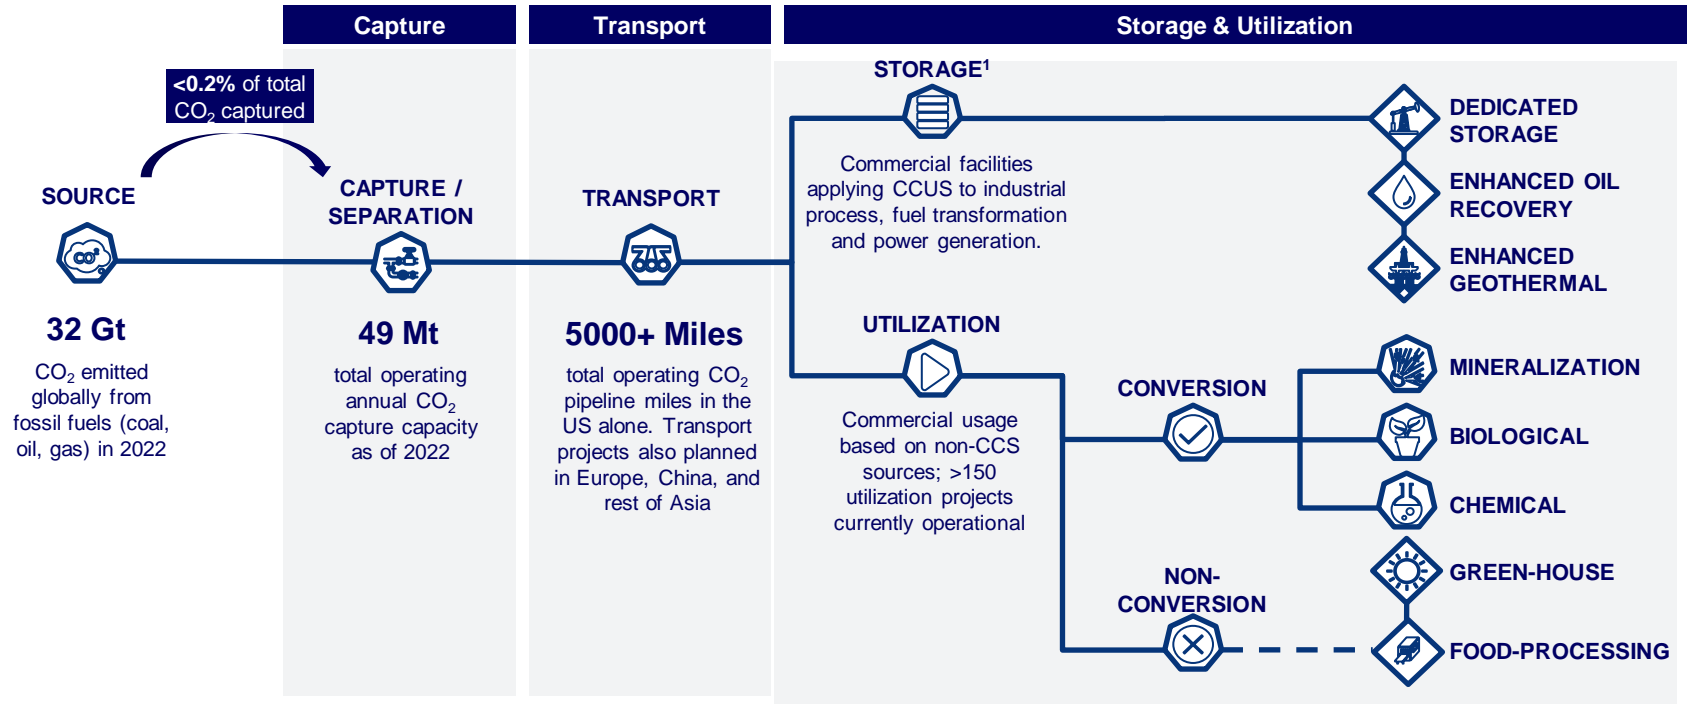 Capture
Transport
Storage & Utilization
<0.2% of total
CO₂ captured
SOURCE
CO²
32 Gt
CO₂ emitted
globally from
fossil fuels (coal,
oil, gas) in 2022
CAPTURE /
SEPARATION
49 Mt
total operating
annual CO₂
capture capacity
as of 2022
TRANSPORT
5000+ Miles
total operating CO₂
pipeline miles in the
US alone. Transport
projects also planned
in Europe, China, and
rest of Asia
STORAGE¹
Commercial facilities
applying CCUS to industrial
process, fuel transformation
and power generation.
DEDICATED
STORAGE
ENHANCED OIL
RECOVERY
ENHANCED
GEOTHERMAL
UTILIZATION
Commercial usage
based on non-CCS
sources; >150
utilization projects
currently operational
CONVERSION
MINERALIZATION
BIOLOGICAL
CHEMICAL
NON-
CONVERSION
GREEN-HOUSE
FOOD-PROCESSING